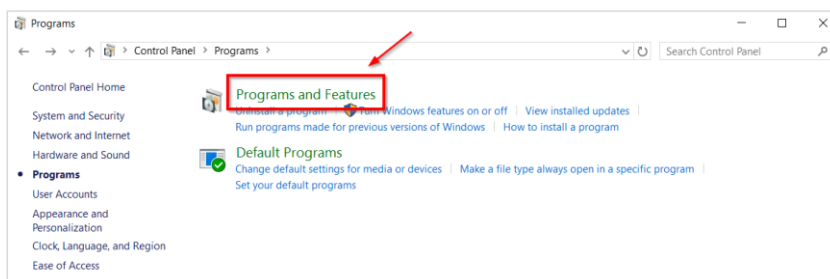 Programs
Control Panel > Programs >
Search Control Panel
Control Panel Home
System and Security
Network and Internet
Hardware and Sound
Programs
User Accounts
Appearance and
Personalization
Clock, Language, and Region
Ease of Access
Programs and Features
Uninstall a program | Turn Windows features on or off | View installed updates |
Run programs made for previous versions of Windows | How to install a program
Default Programs
Change default settings for media or devices | Make a file type always open in a specific program |
Set your default programs